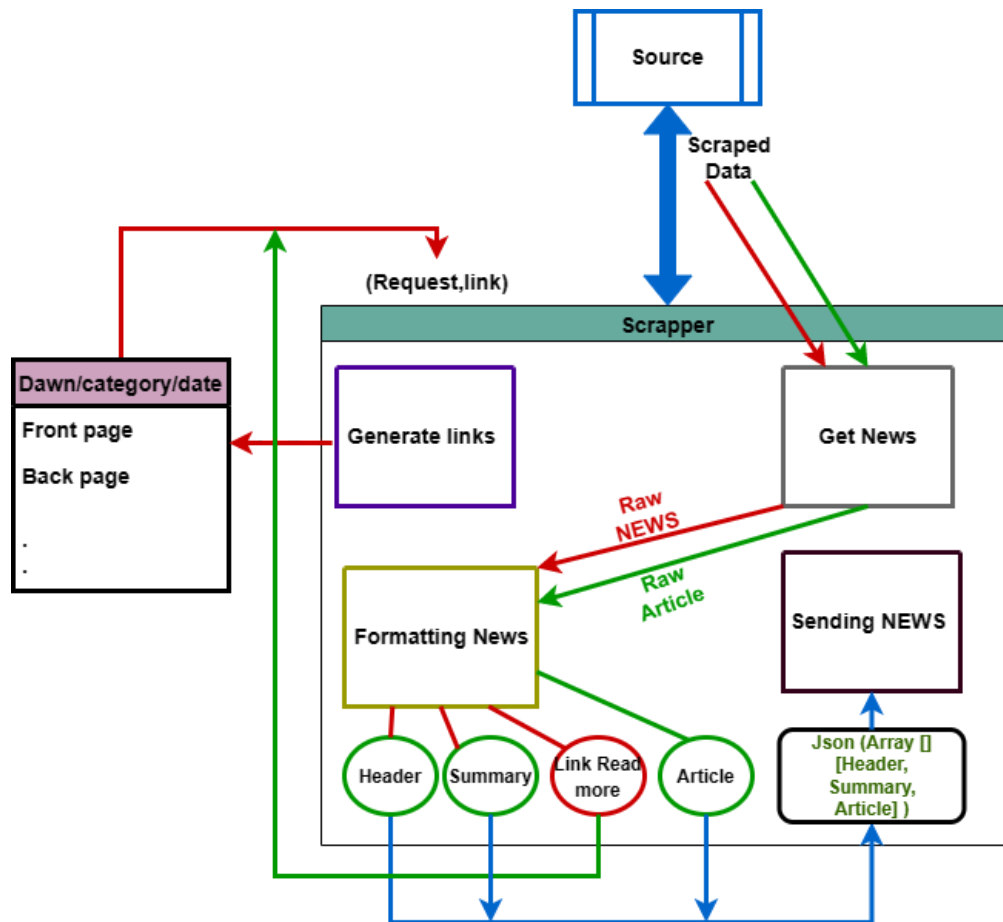 Source
Scraped
Data
(Request,link)
Scrapper
Dawn/category/date
Front page
Back page
.
.
Generate links
Get News
Raw
NEWS
Raw
Article
Formatting News
Sending NEWS
Header
Summary
Link Read
more
Article
Json (Array []
[Header,
Summary,
Article] )